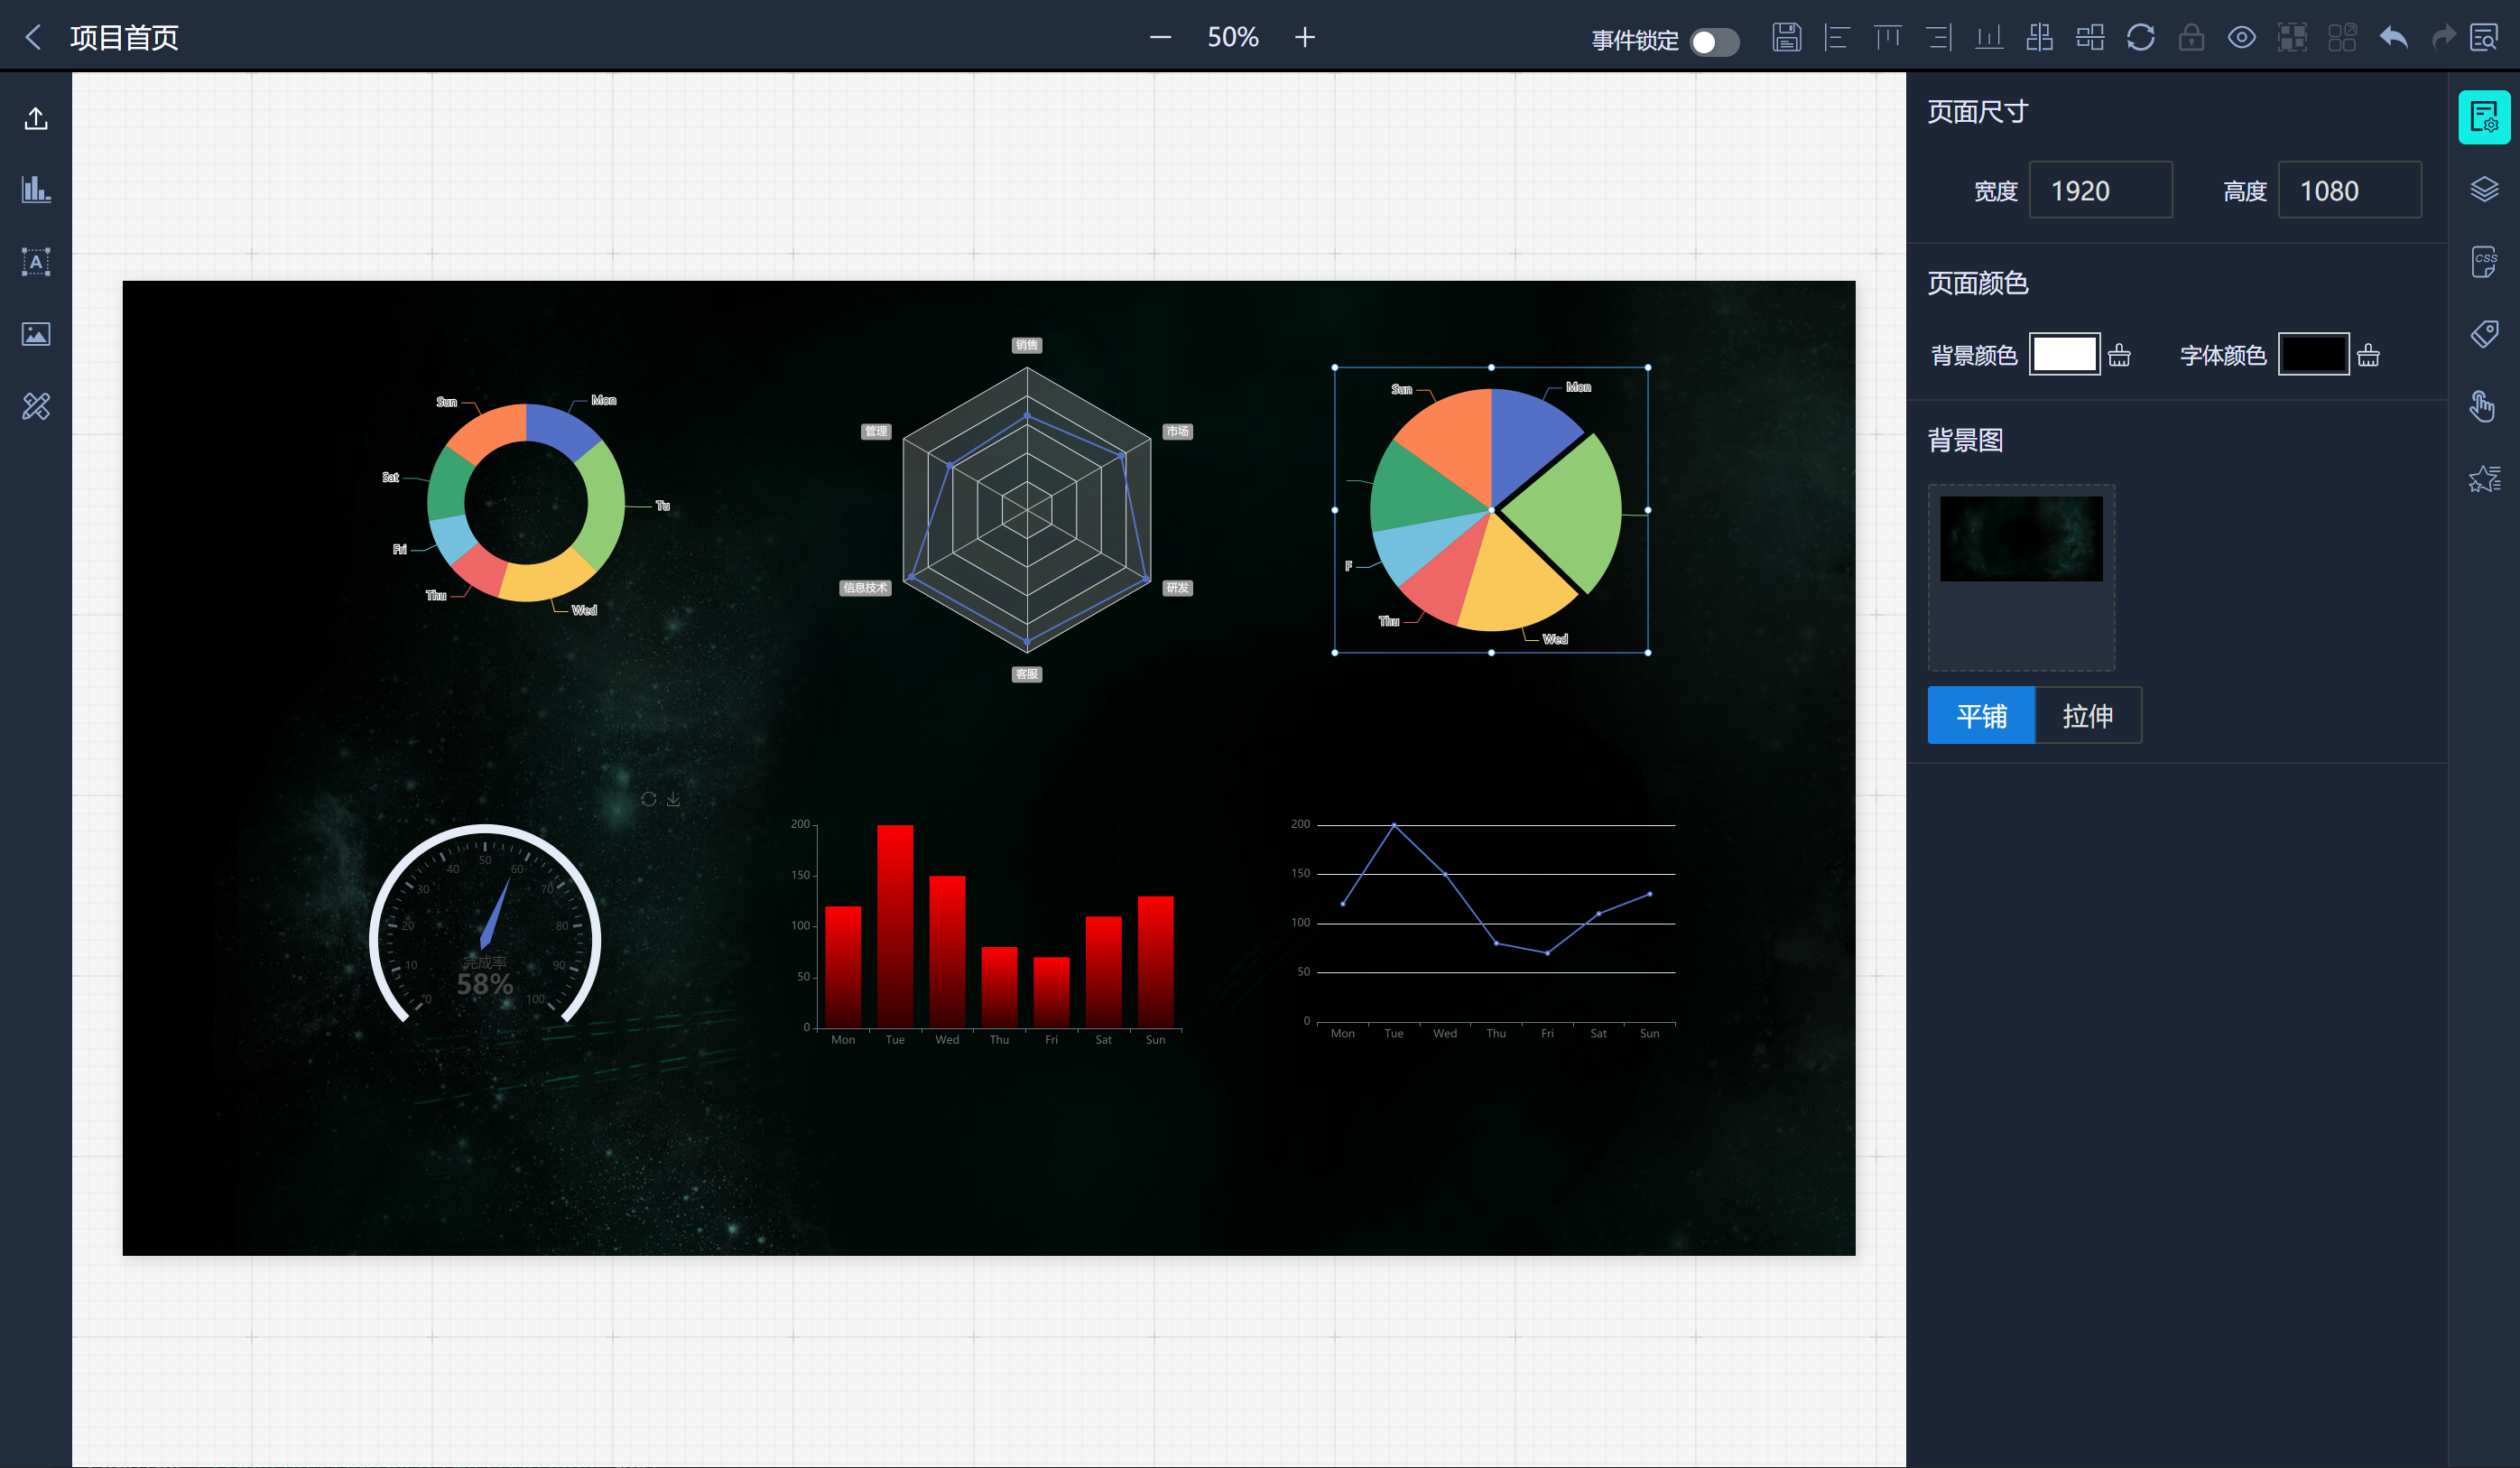 项目首页
50%
事件锁定
页面尺寸
宽度 1920 高度 1080
页面颜色
背景颜色 字体颜色
背景图
平铺 拉伸
CSS
A
Sun Mon
Sat Tu
Fri
Thu Wed
销售
管理 市场
信息技术 研发
客服
Sun Mon
F
Thu Wed
0 10 20 30 40 50 60 70 80 90 100
完成率
58%
200
150
100
50
0
Mon Tue Wed Thu Fri Sat Sun
200
150
100
50
0
Mon Tue Wed Thu Fri Sat Sun